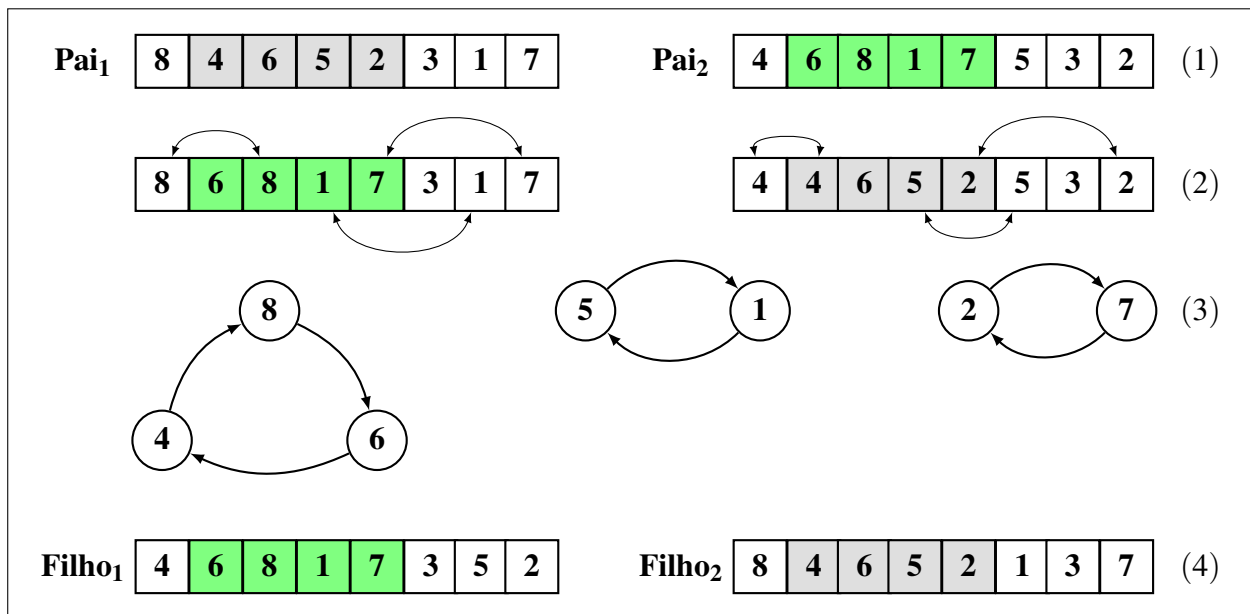 Pai₁ 8 4 6 5 2 3 1 7 Pai₂ 4 6 8 1 7 5 3 2 (1)
8 6 8 1 7 3 1 7 4 4 6 5 2 5 3 2 (2)
8 5 1 2 7 (3)
4 6
Filho₁ 4 6 8 1 7 3 5 2 Filho₂ 8 4 6 5 2 1 3 7 (4)